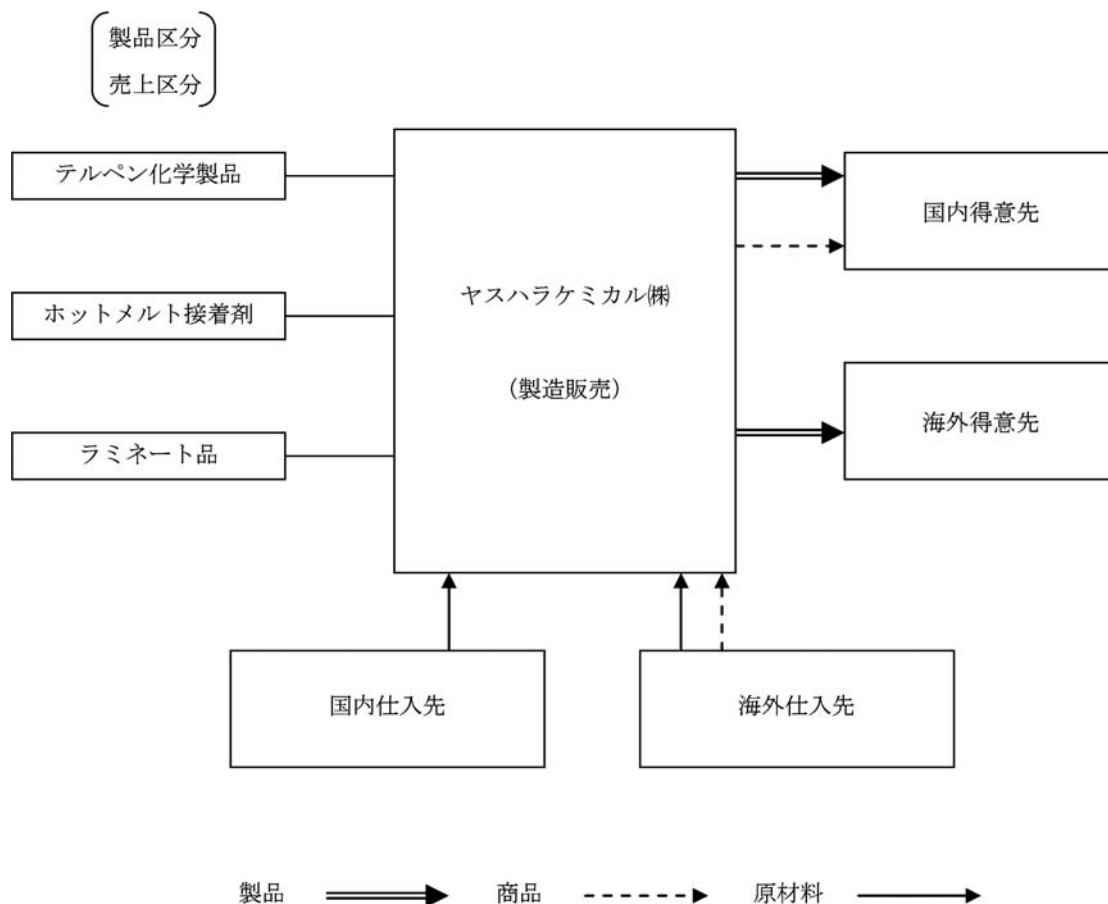 製品区分
売上区分
テルペン化学製品
ホットメルト接着剤
ラミネート品
ヤスハラケミカル㈱
（製造販売）
国内得意先
海外得意先
国内仕入先
海外仕入先
製品
商品
原材料